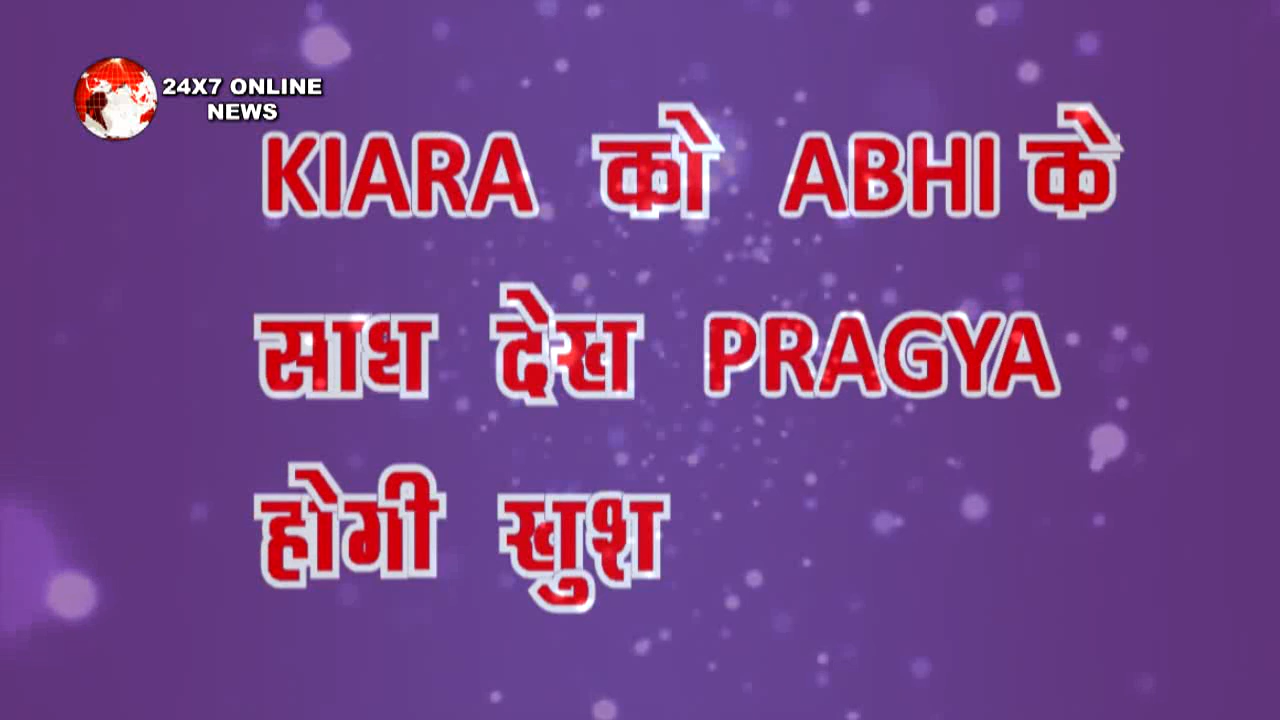 24X7 ONLINE
NEWS
KIARA को ABHI के
साथ देख PRAGYA
होगी खुश